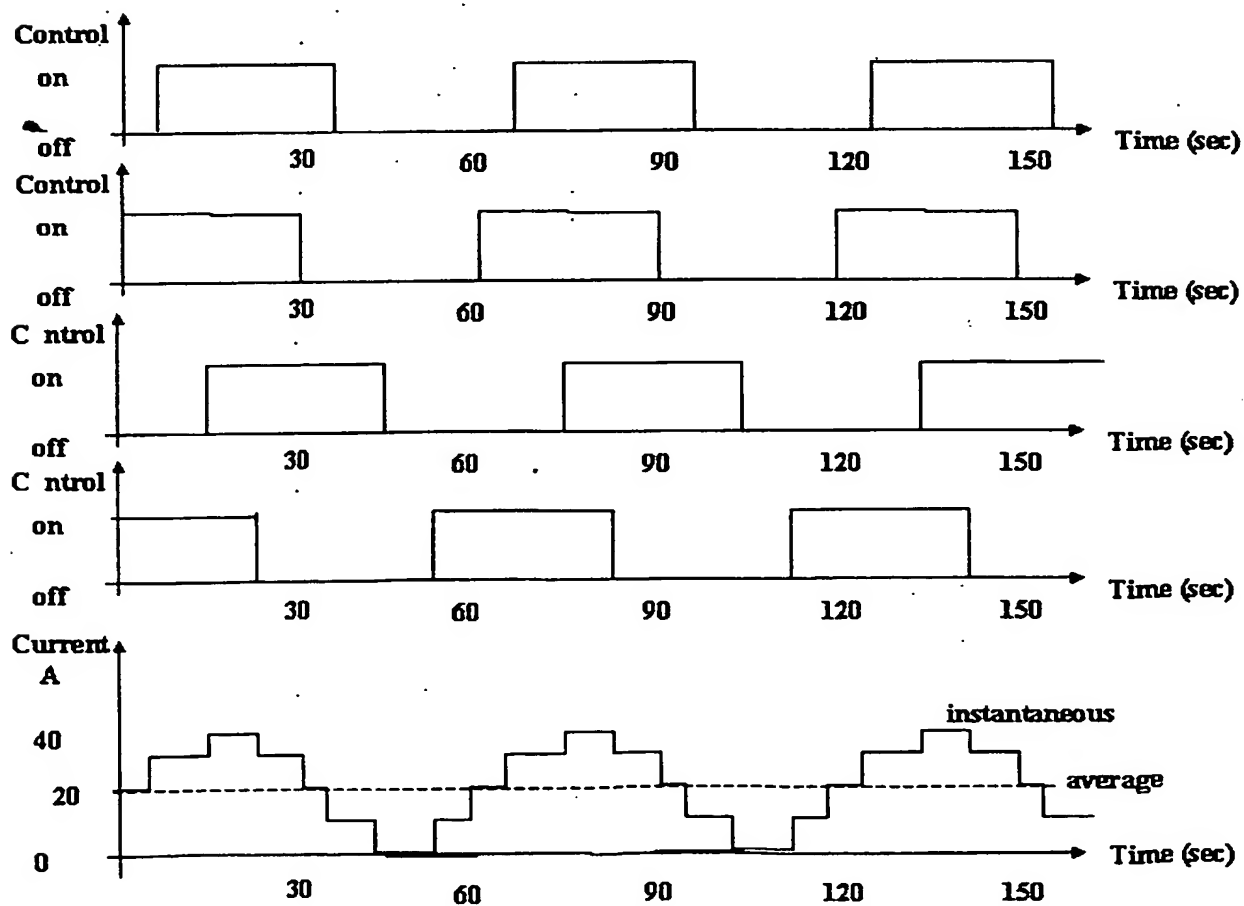 Control
on
off
Time (sec)
30 60 90 120 150
Control
on
off
Time (sec)
30 60 90 120 150
C ntrol
on
off
Time (sec)
30 60 90 120 150
C ntrol
on
off
Time (sec)
30 60 90 120 150
Current
A
40
20
0
instantaneous
average
Time (sec)
30 60 90 120 150